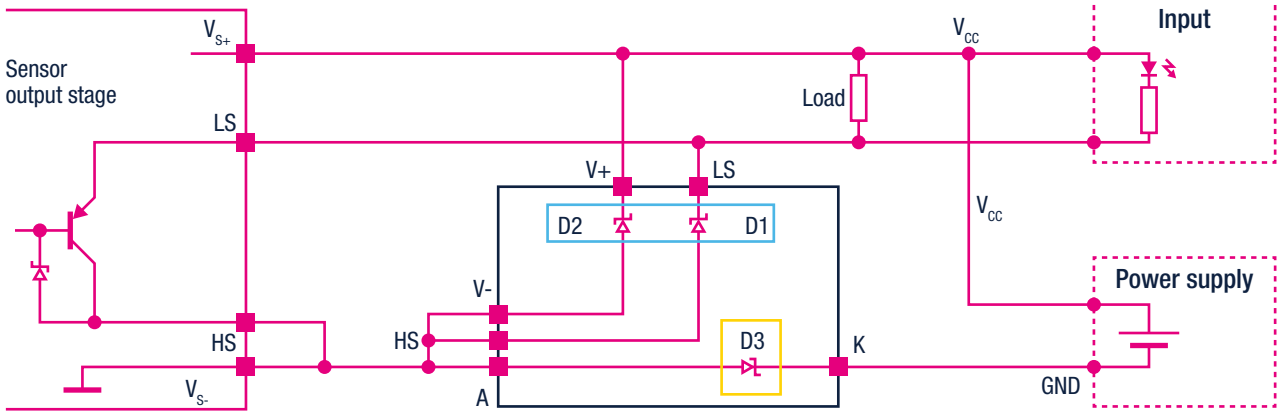 Input
V_S+
V_CC
Sensor
output stage
Load
LS
V+
LS
D2
D1
V_CC
Power supply
V-
HS
HS
D3
K
GND
V_S-
A